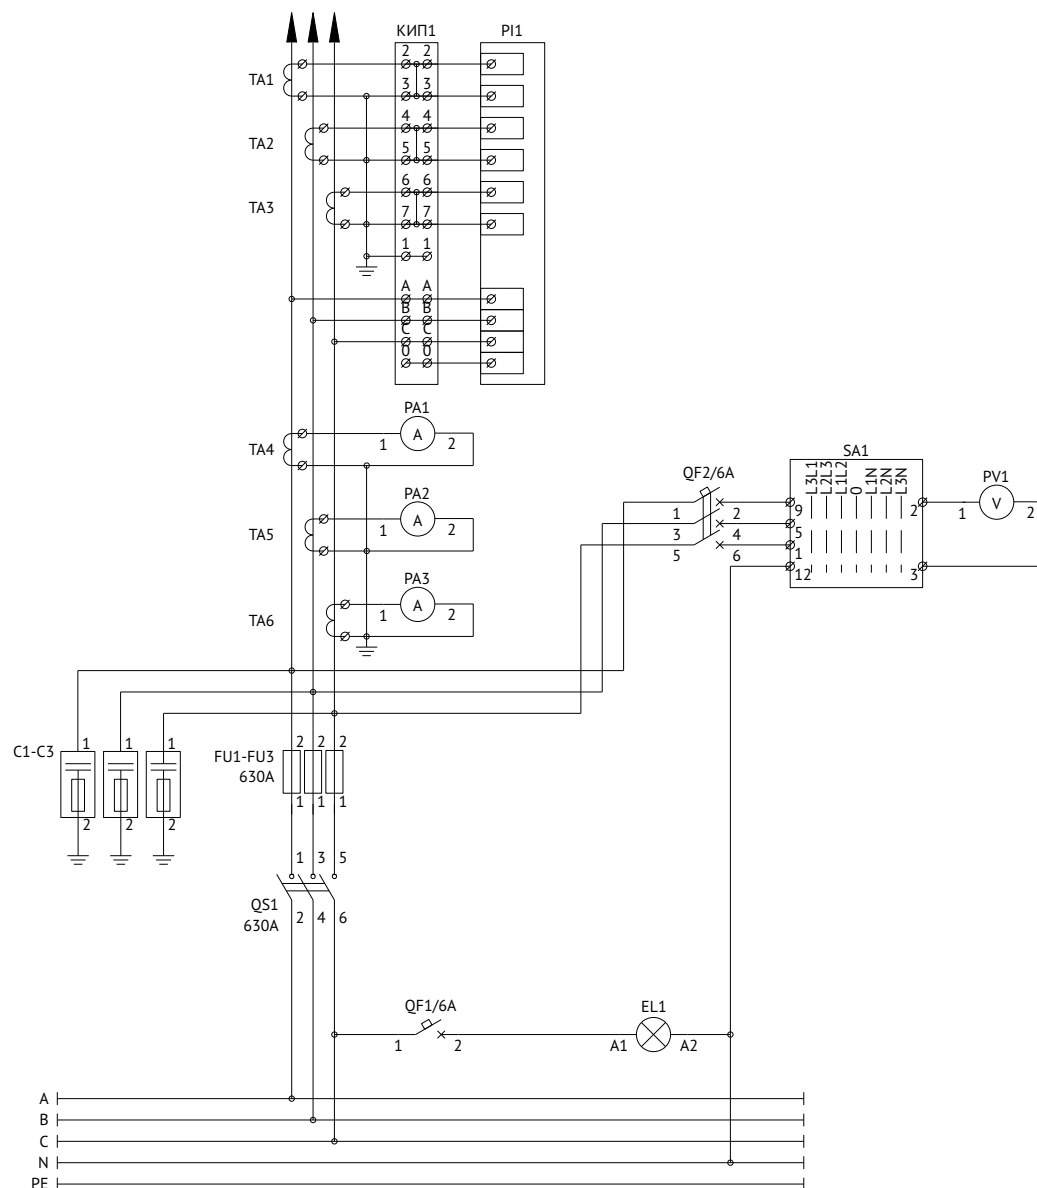 КИП1 PI1
2 2
TA1
3 3
4 4
TA2
5 5
6 6
TA3
7 7
1 1
A A
B B
C C
0 0
PA1
TA4 1 A 2
PA2
TA5 1 A 2
PA3
TA6 1 A 2
QF2/6A
1 2
3 4
5 6
SA1
L3L1 L2L3 L1L2 0 L1N L2N L3N
9 2
5
1
12 3
PV1
1 V 2
C1-C3 1 1 1
2 2 2
FU1-FU3 2 2 2
630A
1 1 1
1 3 5
QS1
630A 2 4 6
QF1/6A EL1
1 2 A1 A2
A
B
C
N
PE